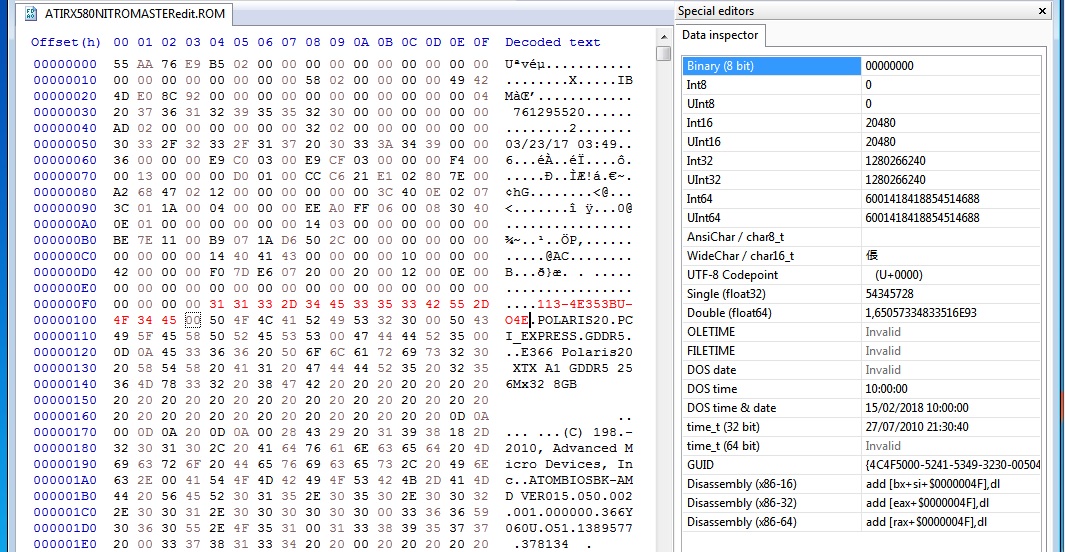 ATIRX580NITROMASTERedit.ROM
Offset(h) 00 01 02 03 04 05 06 07 08 09 0A 0B 0C 0D 0E 0F Decoded text
00000000 55 AA 76 E9 B5 02 00 00 00 00 00 00 00 00 00 00 Uªvéµ...........
00000010 00 00 00 00 00 00 00 00 58 02 00 00 00 00 49 42 ........X.....IB
00000020 4D E0 8C 92 00 00 00 00 00 00 00 00 00 00 00 04 MàŒ’............
00000030 20 37 36 31 32 39 35 35 32 30 00 00 00 00 00 00 761295520......
00000040 AD 02 00 00 00 00 00 00 32 02 00 00 00 00 00 00 ........2.......
00000050 30 33 2F 32 33 2F 31 37 20 30 33 3A 34 39 00 00 03/23/17 03:49..
00000060 36 00 00 00 E9 C0 03 00 E9 CF 03 00 00 00 F4 00 6...éÀ..éÏ....ô.
00000070 00 13 00 00 00 D0 01 00 CC C6 21 E1 02 80 7E 00 .....Ð..ÌÆ!á.€~.
00000080 A2 68 47 02 12 00 00 00 00 00 00 3C 40 0E 02 07 ¢hG........<@...
00000090 3C 01 1A 00 04 00 00 00 EE A0 FF 06 00 08 30 40 <.......î ÿ...0@
000000A0 0E 01 00 00 00 00 00 00 14 03 00 00 00 00 00 00 ................
000000B0 BE 7E 11 00 B9 07 1A D6 50 2C 00 00 00 00 00 00 ¾~..¹..ÖP,......
000000C0 00 00 00 00 14 40 41 43 00 00 00 00 10 00 00 00 .....@AC........
000000D0 42 00 00 00 F0 7D E6 07 20 00 20 00 12 00 0E 00 B...ð}æ. . .....
000000E0 00 00 00 00 00 00 00 00 00 00 00 00 00 00 00 00 ................
000000F0 00 00 00 00 31 31 33 2D 34 45 33 35 33 42 55 2D ....113-4E353BU-
00000100 4F 34 45 00 50 4F 4C 41 52 49 53 32 30 00 50 43 O4E.POLARIS20.PC
00000110 49 5F 45 58 50 52 45 53 53 00 47 44 44 52 35 00 I_EXPRESS.GDDR5.
00000120 0D 0A 45 33 36 36 20 50 6F 6C 61 72 69 73 32 30 ..E366 Polaris20
00000130 20 58 54 58 20 41 31 20 47 44 44 52 35 20 32 35 XTX A1 GDDR5 25
00000140 36 4D 78 33 32 20 38 47 42 20 20 20 20 20 20 20 6Mx32 8GB
00000150 20 20 20 20 20 20 20 20 20 20 20 20 20 20 20 20
00000160 20 20 20 20 20 20 20 20 20 20 20 20 20 20 0D 0A ..
00000170 00 0D 0A 20 0D 0A 00 28 43 29 20 31 39 38 18 2D ... ...(C) 198.-
00000180 32 30 31 30 2C 20 41 64 76 61 6E 63 65 64 20 4D 2010, Advanced M
00000190 69 63 72 6F 20 44 65 76 69 63 65 73 2C 20 49 6E icro Devices, In
000001A0 63 2E 00 41 54 4F 4D 42 49 4F 53 42 4B 2D 41 4D c..ATOMBIOSBK-AM
000001B0 44 20 56 45 52 30 31 35 2E 30 35 30 2E 30 30 32 D VER015.050.002
000001C0 2E 30 30 31 2E 30 30 30 30 30 30 00 33 36 36 59 .001.000000.366Y
000001D0 30 36 30 55 2E 4F 35 31 00 31 33 38 39 35 37 37 060U.O51.1389577
000001E0 20 00 33 37 38 31 33 34 20 20 00 20 20 20 20 20 .378134 .
Special editors
Data inspector
Binary (8 bit) 00000000
Int8 0
UInt8 0
Int16 20480
UInt16 20480
Int32 1280266240
UInt32 1280266240
Int64 6001418418854514688
UInt64 6001418418854514688
AnsiChar / char8_t
WideChar / char16_t 倀
UTF-8 Codepoint (U+0000)
Single (float32) 54345728
Double (float64) 1,65057334833516E93
OLETIME Invalid
FILETIME Invalid
DOS date Invalid
DOS time 10:00:00
DOS time & date 15/02/2018 10:00:00
time_t (32 bit) 27/07/2010 21:30:40
time_t (64 bit) Invalid
GUID {4C4F5000-5241-5349-3230-00504
Disassembly (x86-16) add [bx+si+$0000004F],dl
Disassembly (x86-32) add [eax+$0000004F],dl
Disassembly (x86-64) add [rax+$0000004F],dl